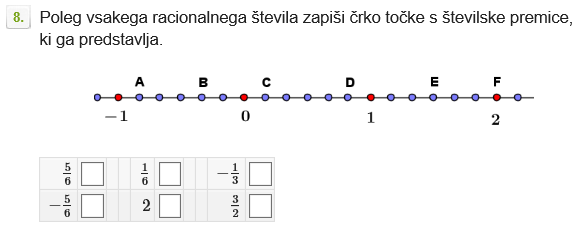 8. Poleg vsakega racionalnega števila zapiši črko točke s številske premice,
ki ga predstavlja.
A B C D E F
−1 0 1 2
5/6 1/6 −1/3
−5/6 2 3/2